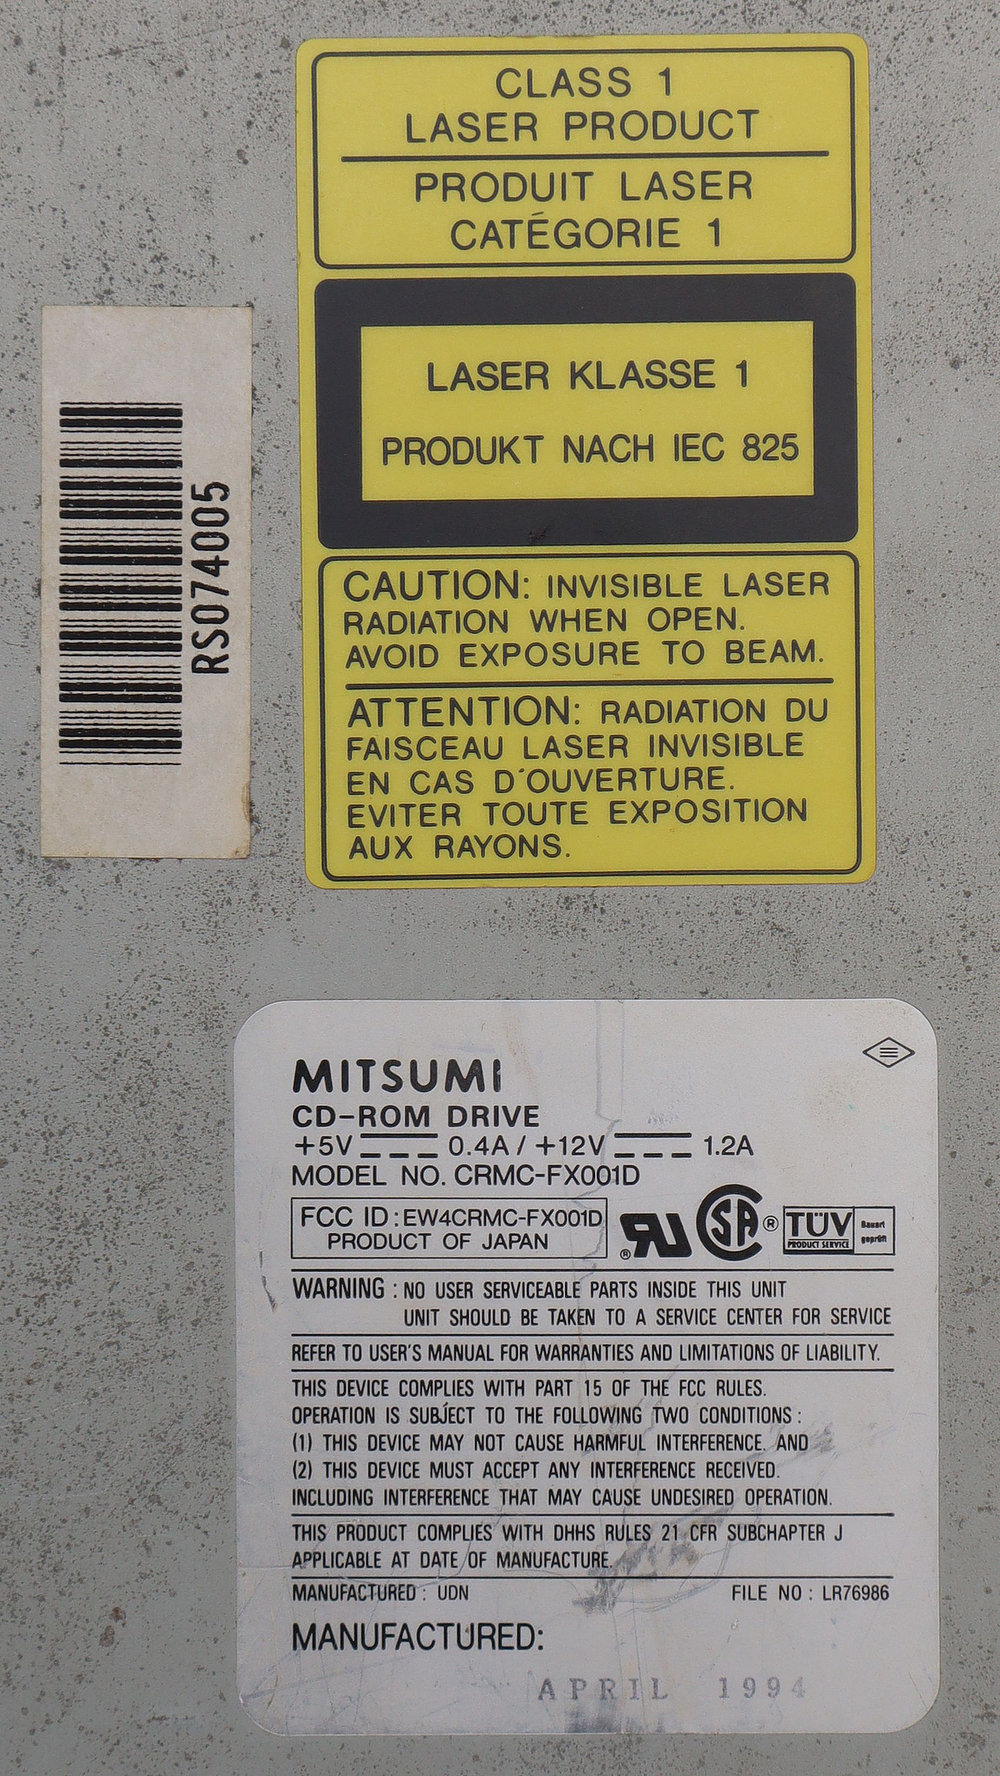 CLASS 1
LASER PRODUCT
PRODUIT LASER
CATÉGORIE 1
LASER KLASSE 1
PRODUKT NACH IEC 825
CAUTION: INVISIBLE LASER
RADIATION WHEN OPEN.
AVOID EXPOSURE TO BEAM.
ATTENTION: RADIATION DU
FAISCEAU LASER INVISIBLE
EN CAS D'OUVERTURE.
EVITER TOUTE EXPOSITION
AUX RAYONS.
RS074005
MITSUMI
CD-ROM DRIVE
+5V 0.4A / +12V 1.2A
MODEL NO. CRMC-FX001D
FCC ID : EW4CRMC-FX001D
PRODUCT OF JAPAN
® RU
SA ®
TÜV
PRODUCT SERVICE
Bauart
geprüft
WARNING : NO USER SERVICEABLE PARTS INSIDE THIS UNIT
UNIT SHOULD BE TAKEN TO A SERVICE CENTER FOR SERVICE
REFER TO USER'S MANUAL FOR WARRANTIES AND LIMITATIONS OF LIABILITY.
THIS DEVICE COMPLIES WITH PART 15 OF THE FCC RULES.
OPERATION IS SUBJECT TO THE FOLLOWING TWO CONDITIONS :
(1) THIS DEVICE MAY NOT CAUSE HARMFUL INTERFERENCE. AND
(2) THIS DEVICE MUST ACCEPT ANY INTERFERENCE RECEIVED.
INCLUDING INTERFERENCE THAT MAY CAUSE UNDESIRED OPERATION.
THIS PRODUCT COMPLIES WITH DHHS RULES 21 CFR SUBCHAPTER J
APPLICABLE AT DATE OF MANUFACTURE.
MANUFACTURED : UDN FILE NO : LR76986
MANUFACTURED:
APRIL 1994